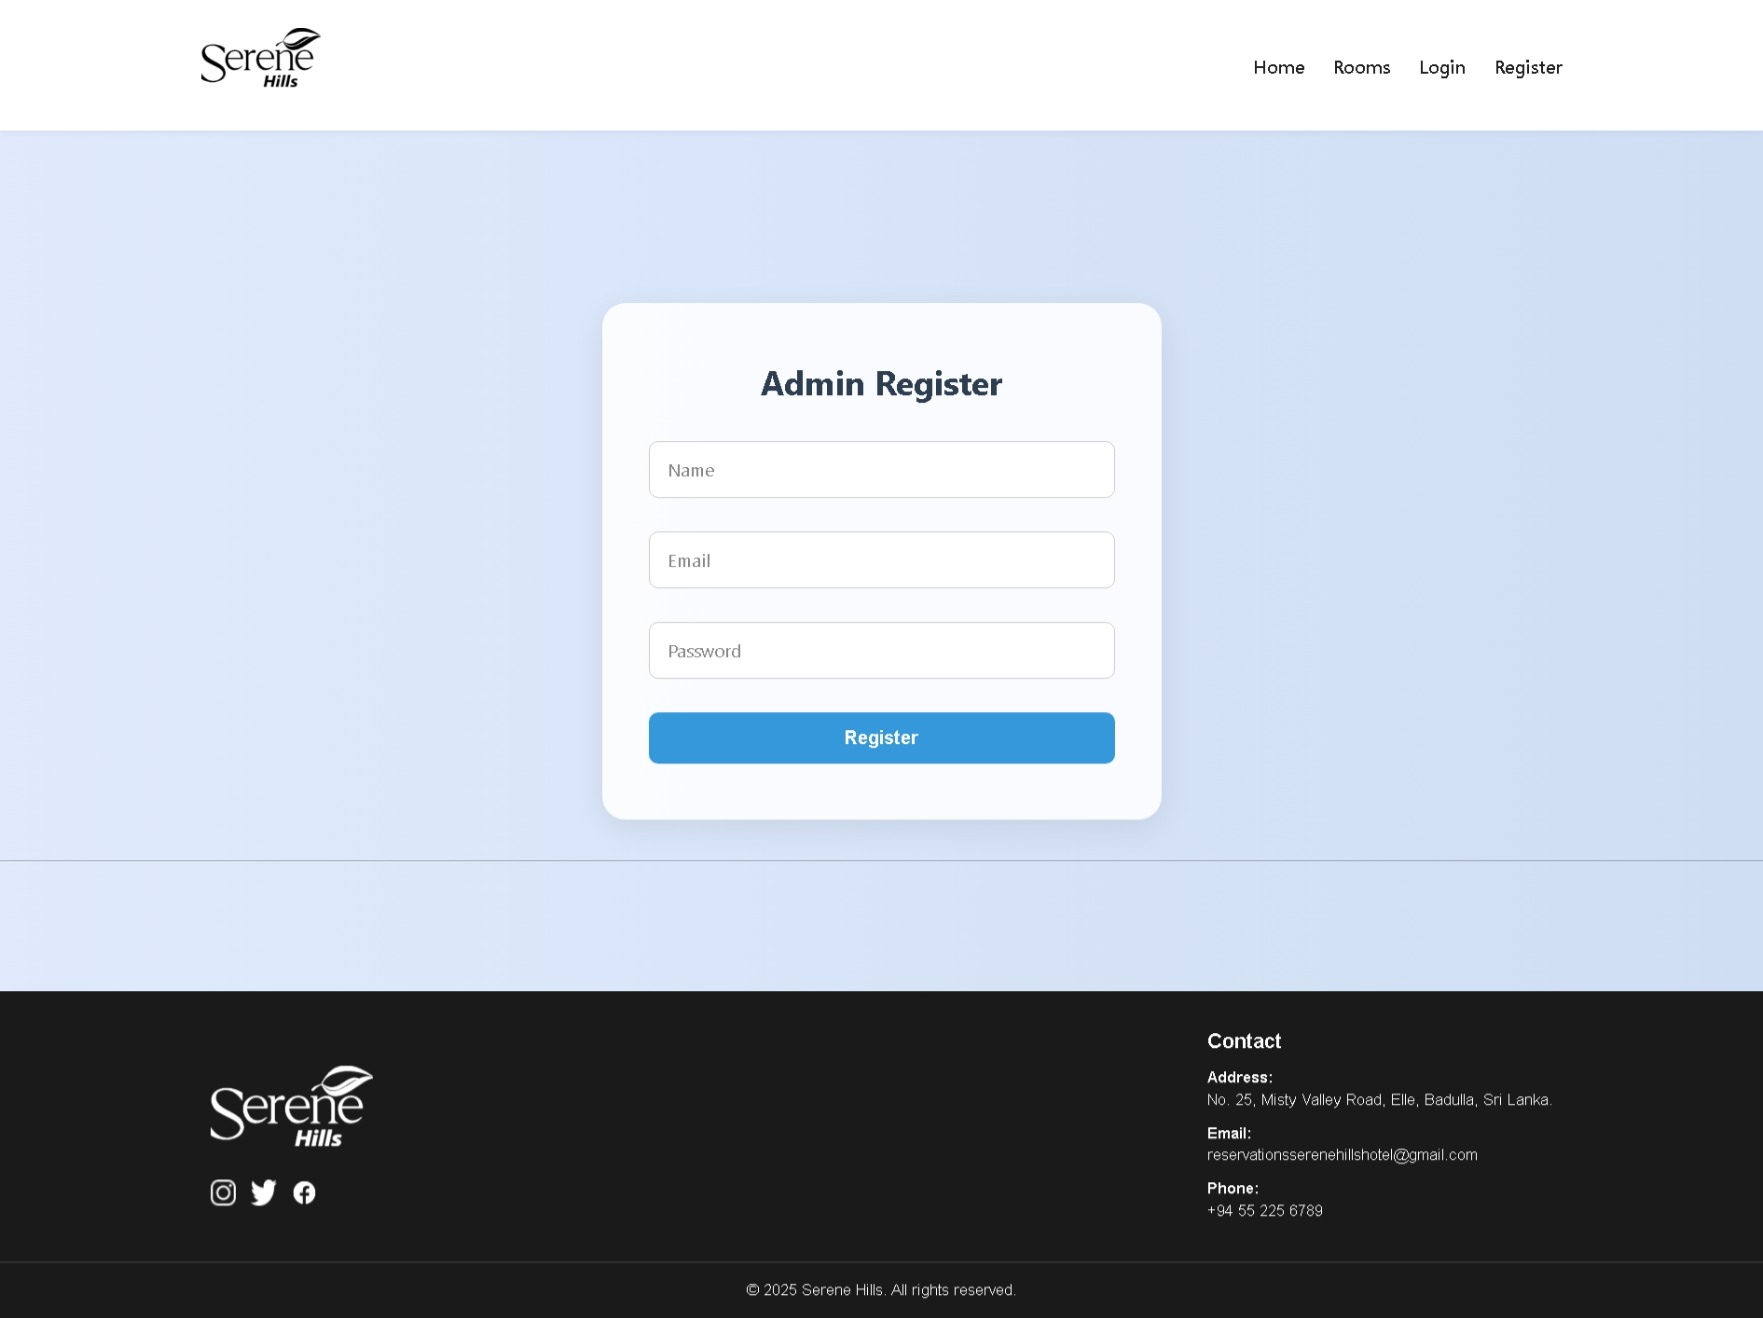 Serene
Hills
Home Rooms Login Register
Admin Register
Name
Email
Password
Register
Serene
Hills
Contact
Address:
No. 25, Misty Valley Road, Elle, Badulla, Sri Lanka.
Email:
reservationsserenehillshotel@gmail.com
Phone:
+94 55 225 6789
© 2025 Serene Hills. All rights reserved.